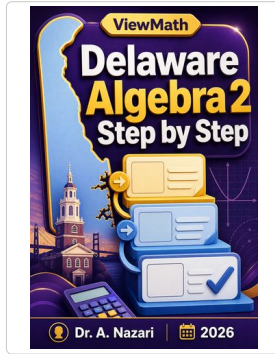 ViewMath
Delaware
Algebra 2
Step by Step
Dr. A. Nazari
2026